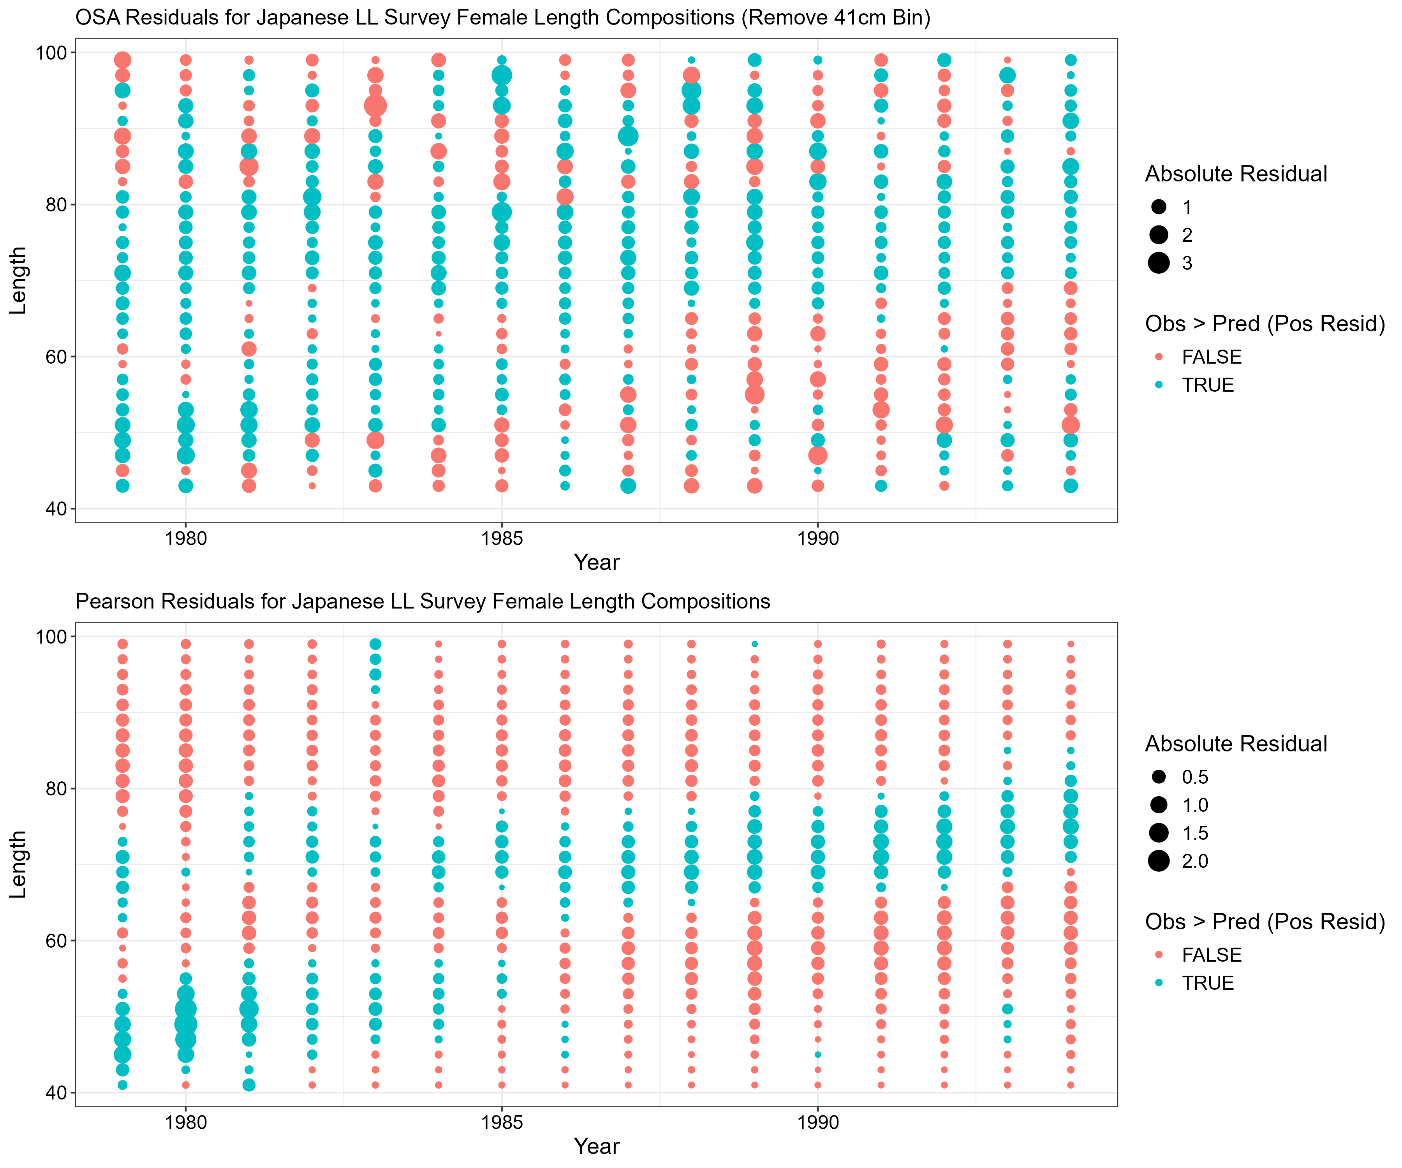 OSA Residuals for Japanese LL Survey Female Length Compositions (Remove 41cm Bin)
100
80
60
40
Length
1980
1985
1990
Year
Absolute Residual
1
2
3
Obs > Pred (Pos Resid)
FALSE
TRUE
Pearson Residuals for Japanese LL Survey Female Length Compositions
100
80
60
40
Length
1980
1985
1990
Year
Absolute Residual
0.5
1.0
1.5
2.0
Obs > Pred (Pos Resid)
FALSE
TRUE